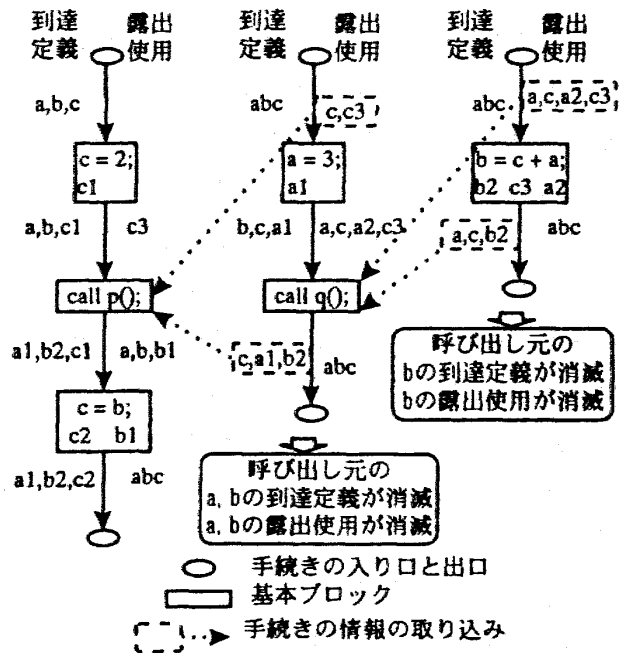 到達
定義
露出
使用
a,b,c
c = 2;
c1
a,b,c1
c3
call p();
a1,b2,c1
a,b,b1
c = b;
c2 b1
a1,b2,c2
abc
到達
定義
露出
使用
abc
c,c3
a = 3;
a1
b,c,a1
a,c,a2,c3
call q();
c,a1,b2
abc
呼び出し元の
a, bの到達定義が消滅
a, bの露出使用が消滅
到達
定義
露出
使用
abc
a,c,a2,c3
b = c + a;
b2 c3 a2
a,c,b2
abc
呼び出し元の
bの到達定義が消滅
bの露出使用が消滅
手続きの入り口と出口
基本ブロック
手続きの情報の取り込み